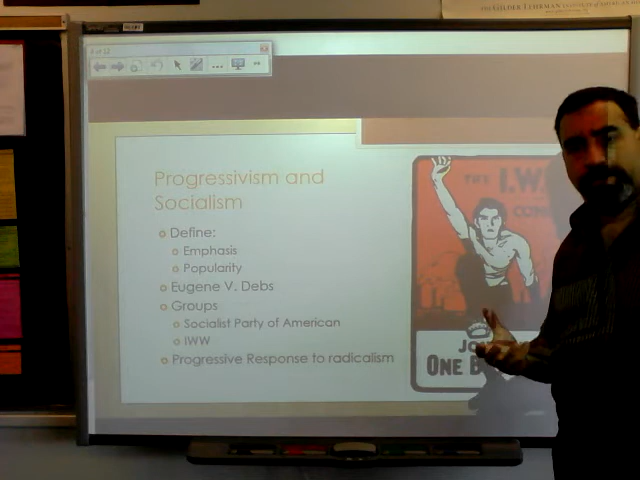 Progressivism and
Socialism
Define:
Emphasis
Popularity
Eugene V. Debs
Groups
Socialist Party of American
IWW
Progressive Response to radicalism
THE I.W.
ONE B